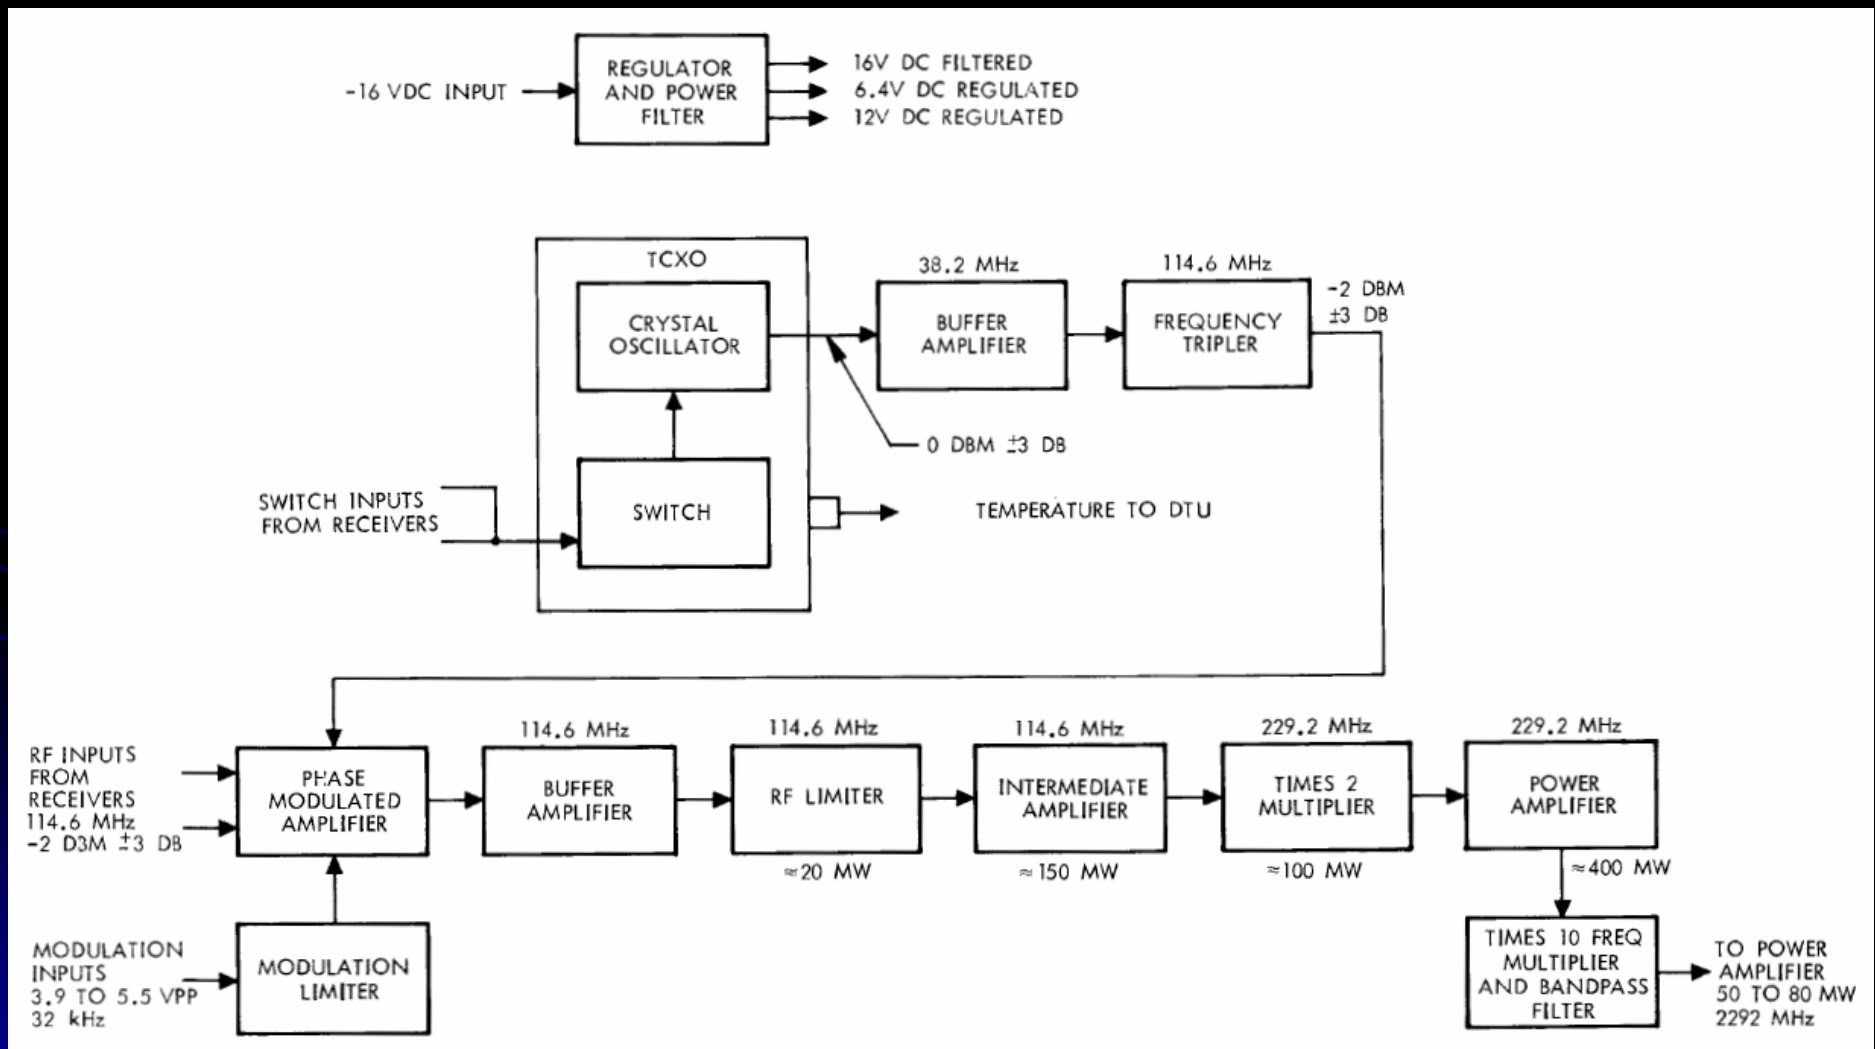 -16 VDC INPUT
REGULATOR
AND POWER
FILTER
16V DC FILTERED
6.4V DC REGULATED
12V DC REGULATED
TCXO
CRYSTAL
OSCILLATOR
38.2 MHz
BUFFER
AMPLIFIER
114.6 MHz
FREQUENCY
TRIPLER
-2 DBM
±3 DB
0 DBM ±3 DB
SWITCH INPUTS
FROM RECEIVERS
SWITCH
TEMPERATURE TO DTU
RF INPUTS
FROM
RECEIVERS
114.6 MHz
-2 D3M ±3 DB
PHASE
MODULATED
AMPLIFIER
114.6 MHz
BUFFER
AMPLIFIER
114.6 MHz
RF LIMITER
≈20 MW
114.6 MHz
INTERMEDIATE
AMPLIFIER
≈150 MW
229.2 MHz
TIMES 2
MULTIPLIER
≈100 MW
229.2 MHz
POWER
AMPLIFIER
≈400 MW
MODULATION
INPUTS
3.9 TO 5.5 VPP
32 kHz
MODULATION
LIMITER
TIMES 10 FREQ
MULTIPLIER
AND BANDPASS
FILTER
TO POWER
AMPLIFIER
50 TO 80 MW
2292 MHz